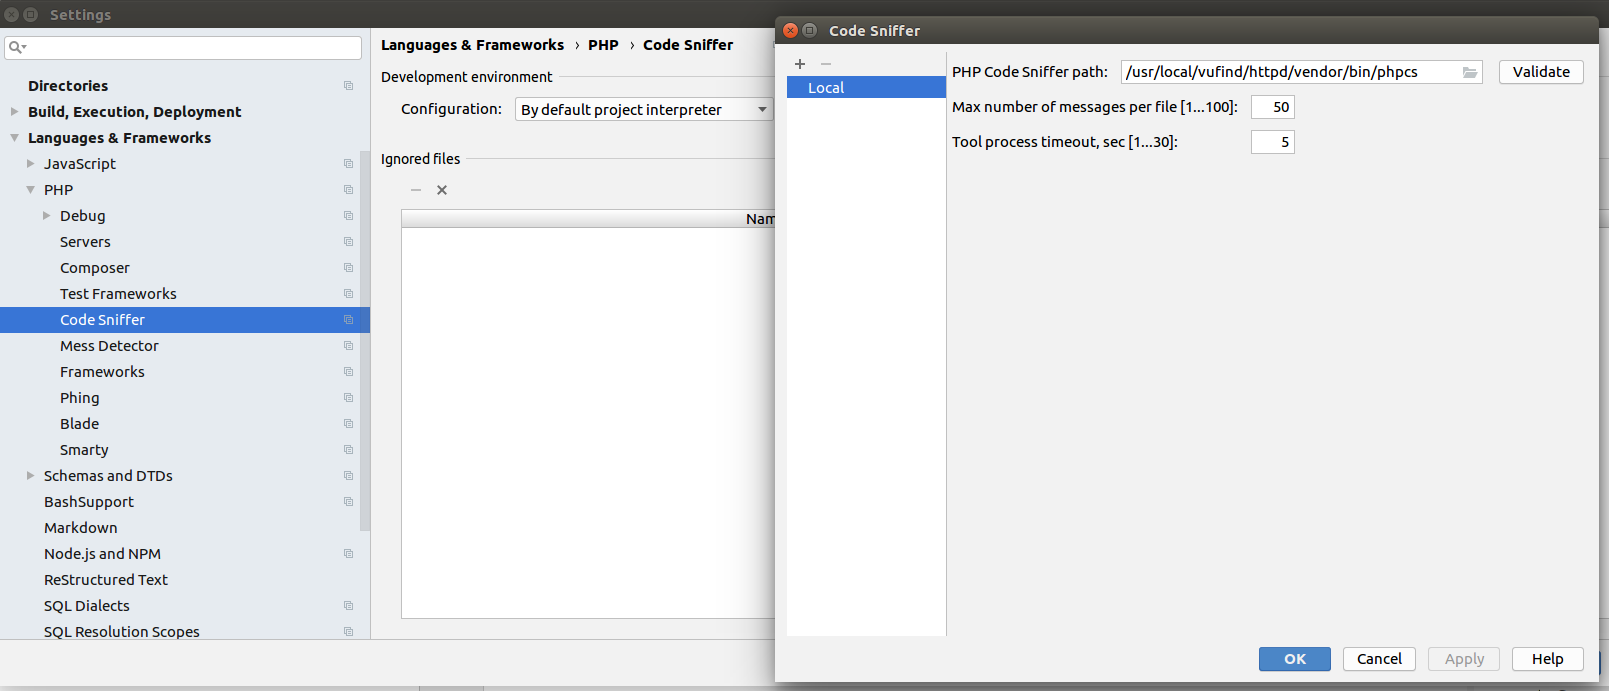 Settings
Directories
Build, Execution, Deployment
Languages & Frameworks
JavaScript
PHP
Debug
Servers
Composer
Test Frameworks
Code Sniffer
Mess Detector
Frameworks
Phing
Blade
Smarty
Schemas and DTDs
BashSupport
Markdown
Node.js and NPM
ReStructured Text
SQL Dialects
SQL Resolution Scopes
Languages & Frameworks › PHP › Code Sniffer
Development environment
Configuration: By default project interpreter
Ignored files
Nam
Code Sniffer
Local
PHP Code Sniffer path: /usr/local/vufind/httpd/vendor/bin/phpcs Validate
Max number of messages per file [1...100]: 50
Tool process timeout, sec [1...30]: 5
OK Cancel Apply Help